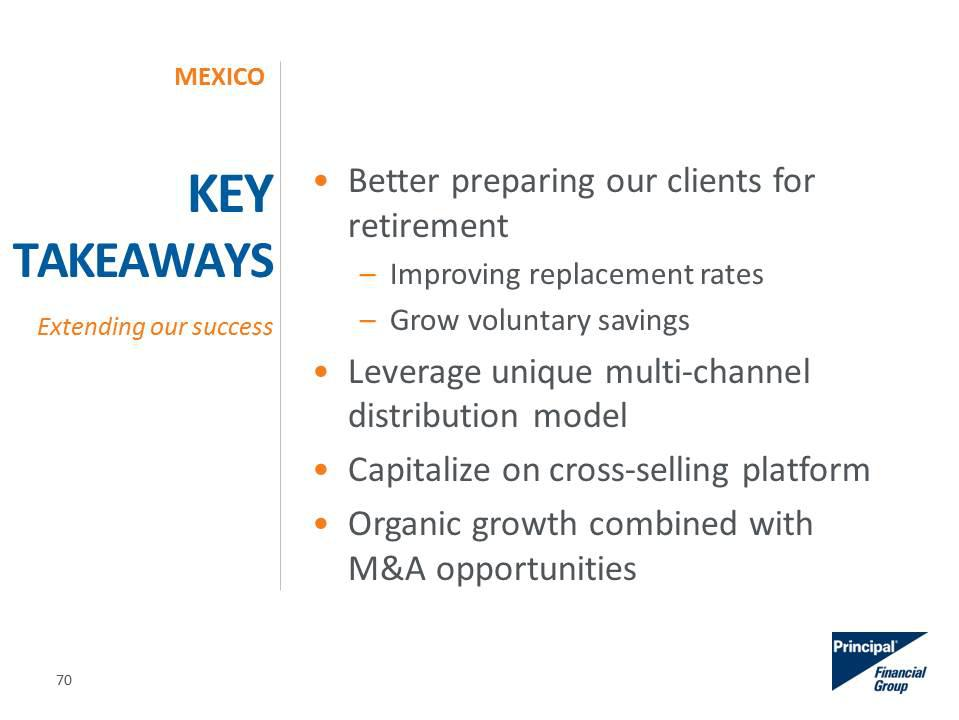 MEXICO
KEY
TAKEAWAYS
Extending our success
• Better preparing our clients for
retirement
– Improving replacement rates
– Grow voluntary savings
• Leverage unique multi-channel
distribution model
• Capitalize on cross-selling platform
• Organic growth combined with
M&A opportunities
Principal®
Financial
Group
70